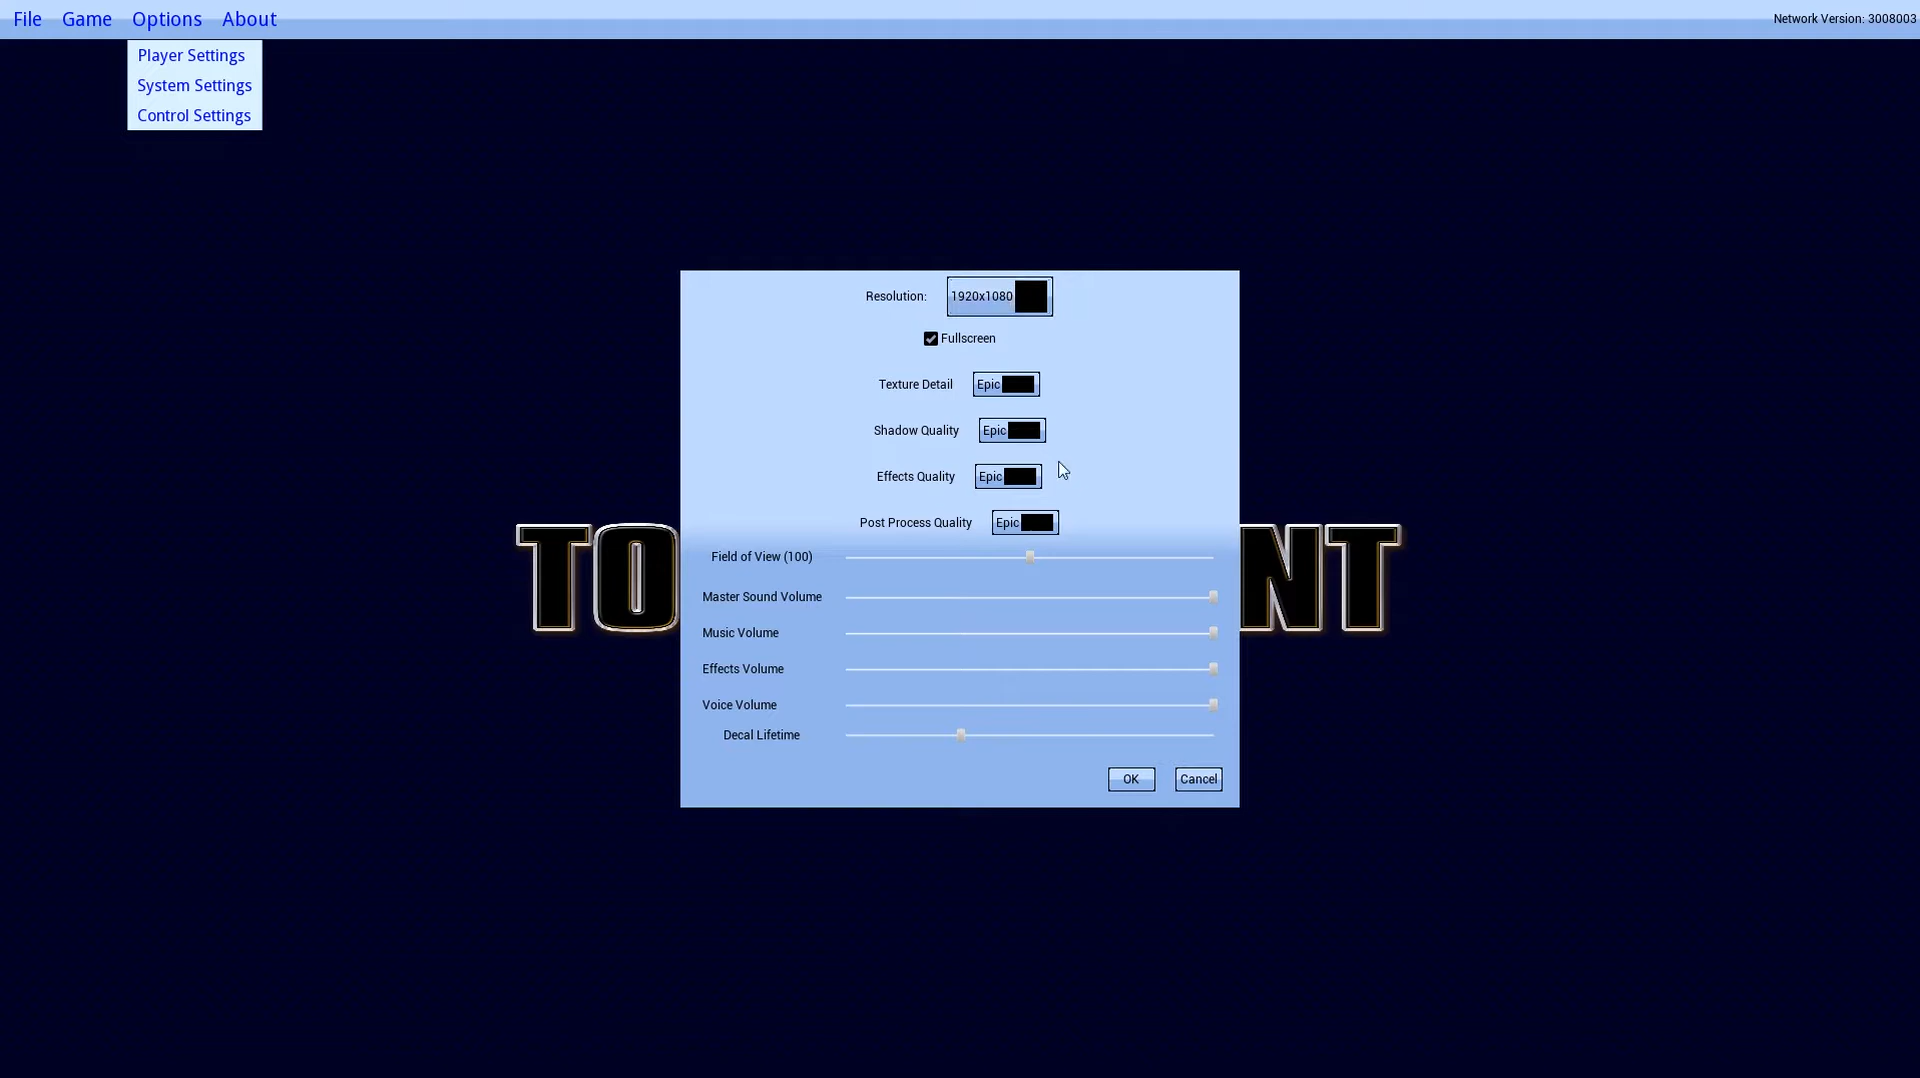 File Game Options About
Network Version: 3008003
Player Settings
System Settings
Control Settings
Resolution: 1920x1080
Fullscreen
Texture Detail Epic
Shadow Quality Epic
Effects Quality Epic
Post Process Quality Epic
TO NT
Field of View (100)
Master Sound Volume
Music Volume
Effects Volume
Voice Volume
Decal Lifetime
OK Cancel